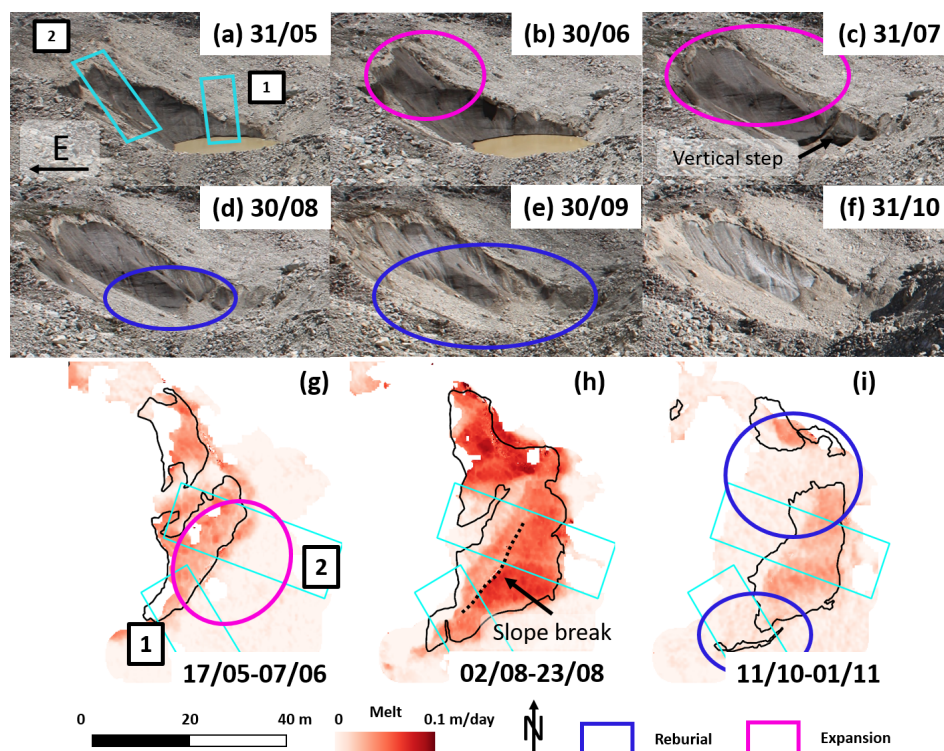 2
1
E
(a) 31/05
(b) 30/06
(c) 31/07
Vertical step
(d) 30/08
(e) 30/09
(f) 31/10
(g)
(h)
(i)
2
1
Slope break
17/05-07/06
02/08-23/08
11/10-01/11
0 20 40 m
0 Melt 0.1 m/day
N
Reburial
Expansion